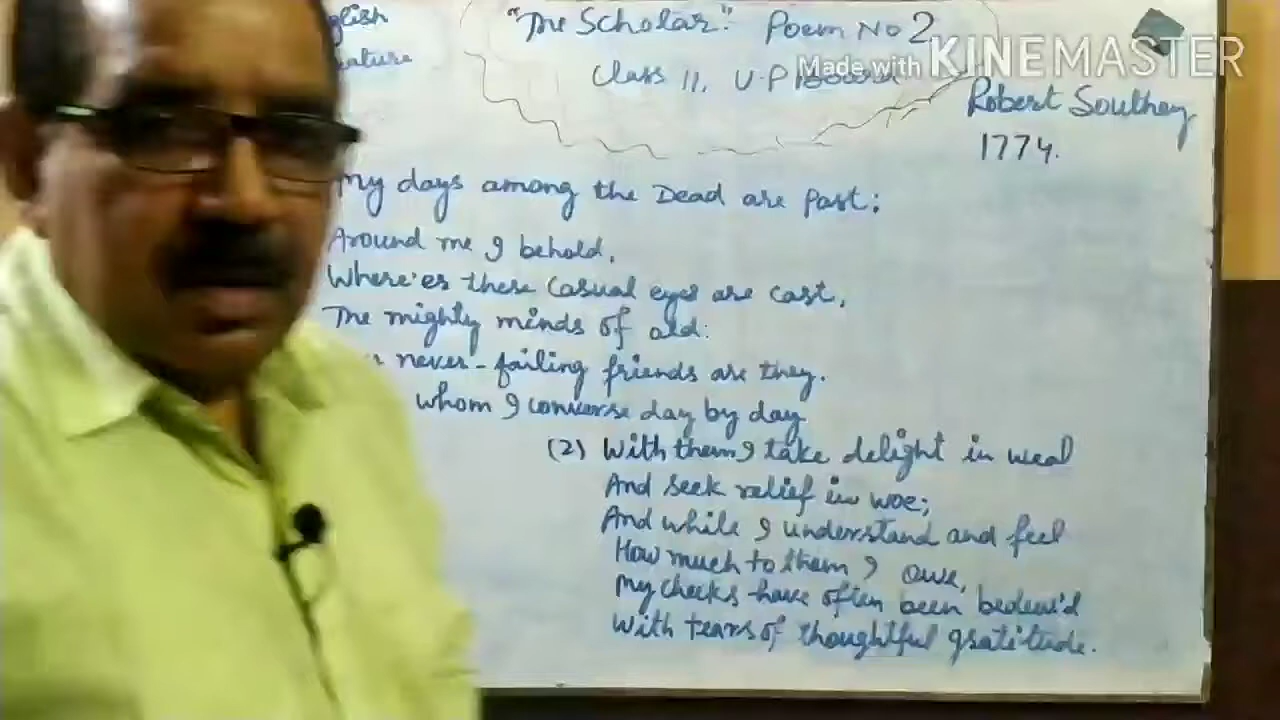 glish
"The Scholar". Poem No 2
ature
Class 11, U.P Board
Made with KINEMASTER
Robert Southey
1774.
My days among the Dead are Past:
Around me I behold,
Where'er these Casual eyes are cast,
The mighty minds of old:
never-failing friends are they.
whom I converse day by day
(2) With them I take delight in weal
And seek relief in woe;
And while I understand and feel
How much to them I owe,
My cheeks have often been bedew'd
With tears of thoughtful gratitude.